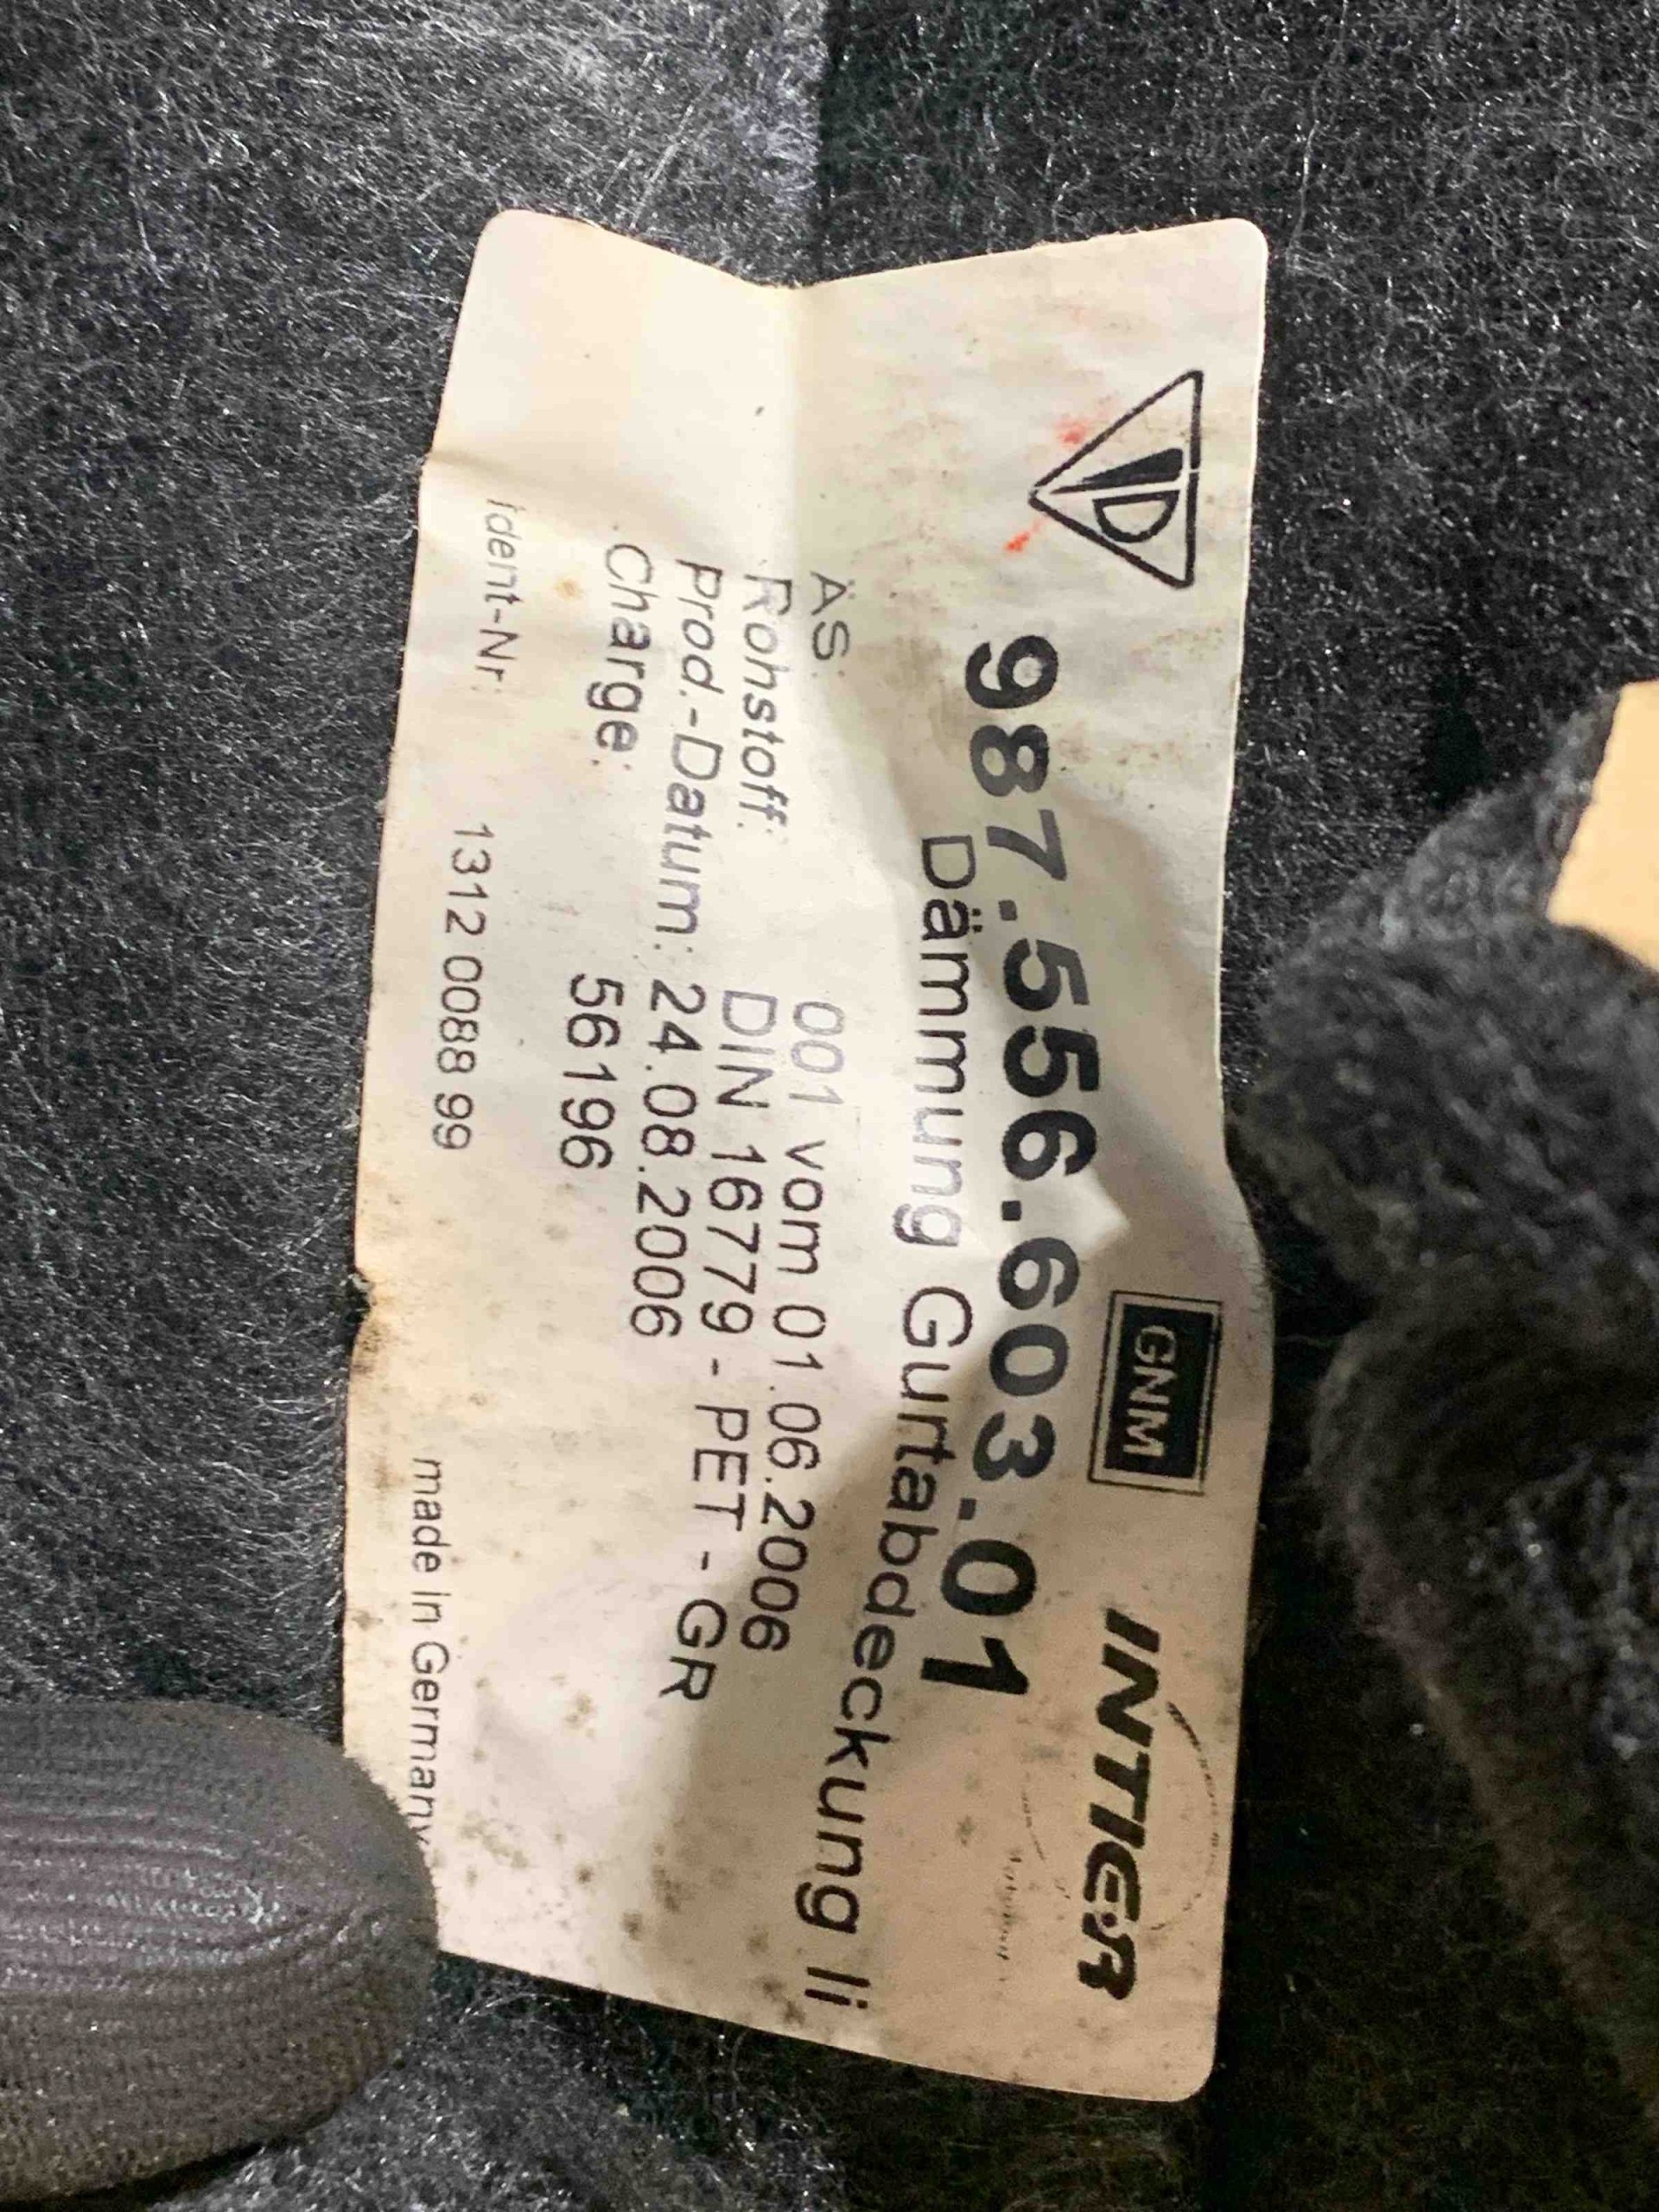 GNM
INTIER
987.556.603.01
Dämmung Gurtabdeckung li
ÄS: 001 vom 01.06.2006
Rohstoff: DIN 16779 - PET - GR
Prod.-Datum: 24.08.2006
Charge: 56196
Ident-Nr: 1312 0088 99 made in Germany